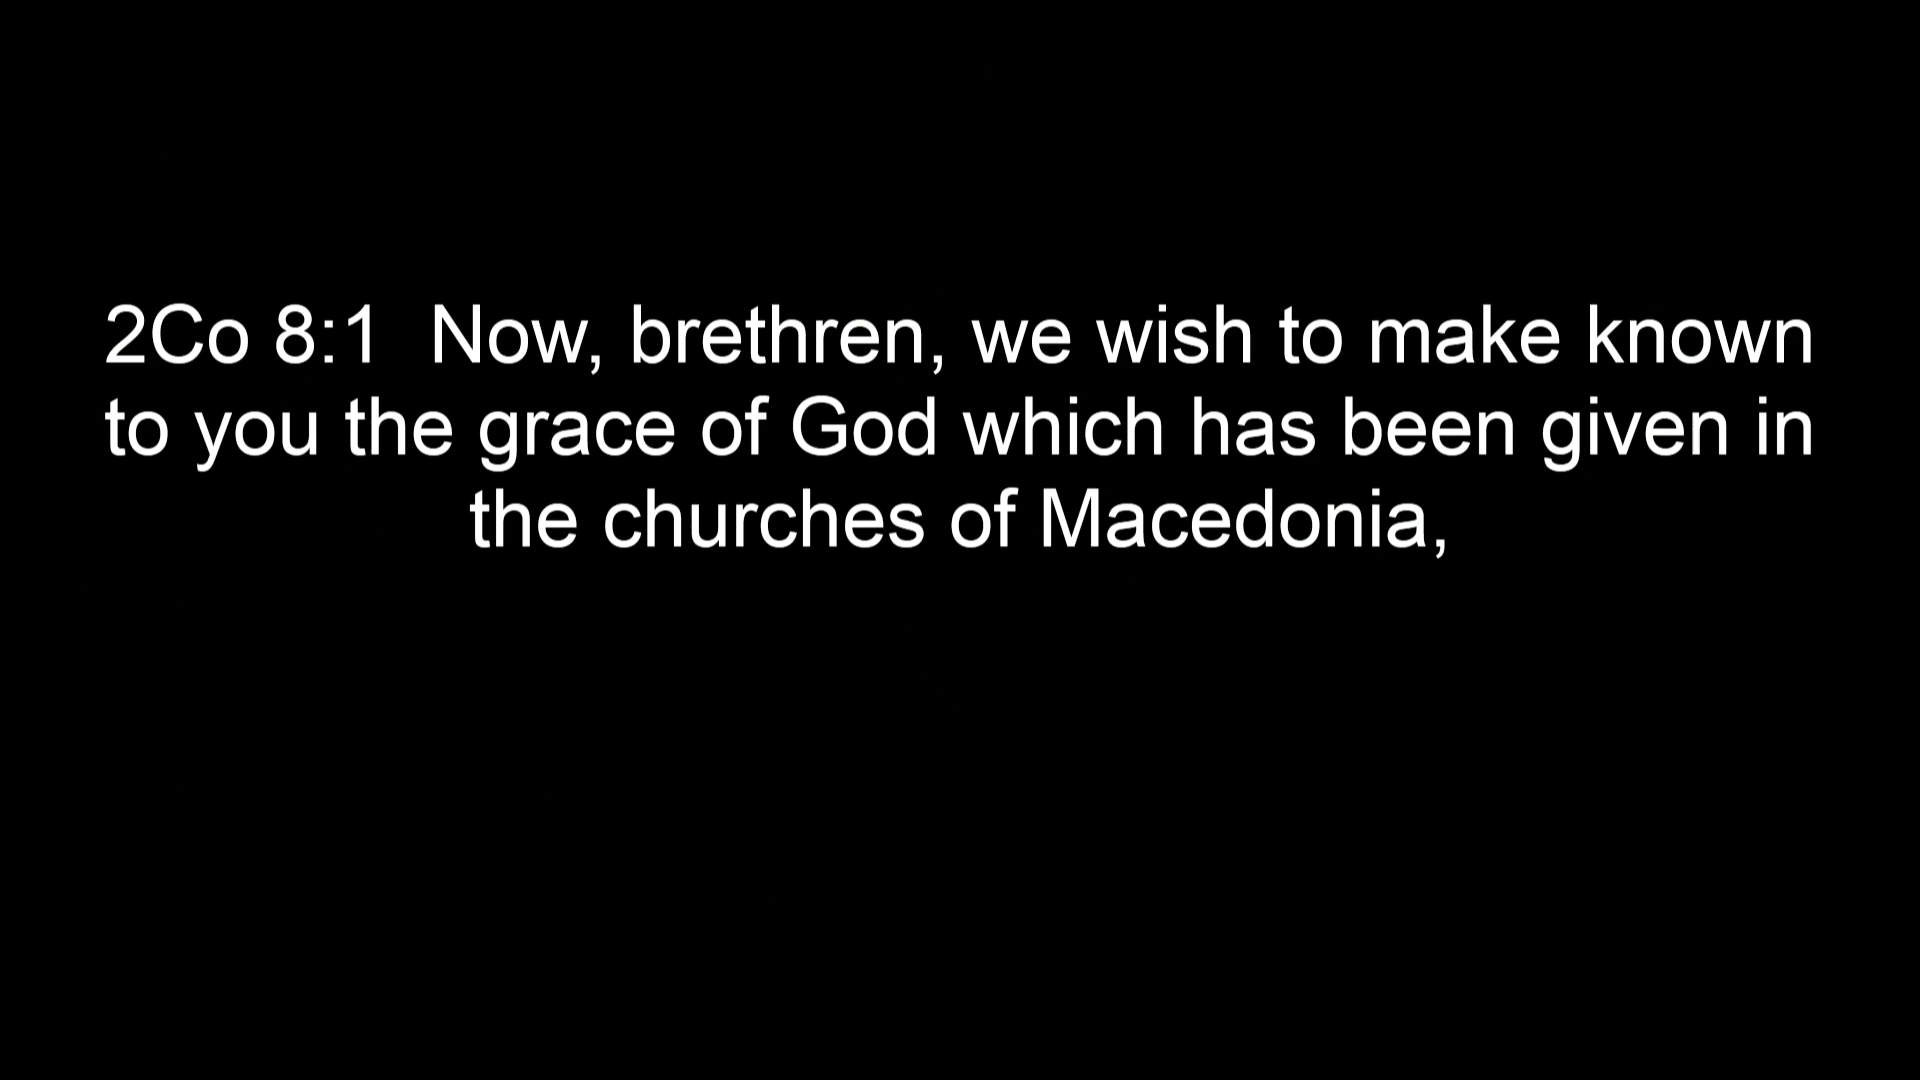 2Co 8:1  Now, brethren, we wish to make known
to you the grace of God which has been given in
the churches of Macedonia,